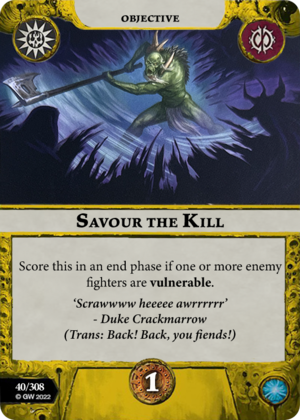 OBJECTIVE
SAVOUR THE KILL
Score this in an end phase if one or more enemy
fighters are vulnerable.
‘Scrawwww heeeee awrrrrrr’
- Duke Crackmarrow
(Trans: Back! Back, you fiends!)
40/308
© GW 2022
1